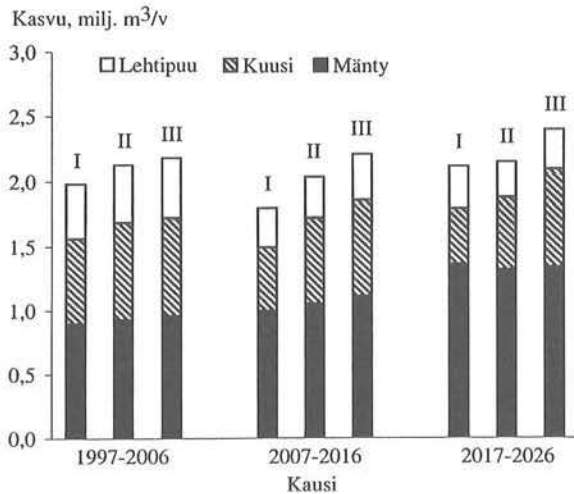 Kasvu, milj. m³/v
3,0
Lehtipuu Kuusi Mänty
2,5
III
II III III
I II I II
2,0
I
1,5
1,0
0,5
0,0
1997-2006 2007-2016 2017-2026
Kausi